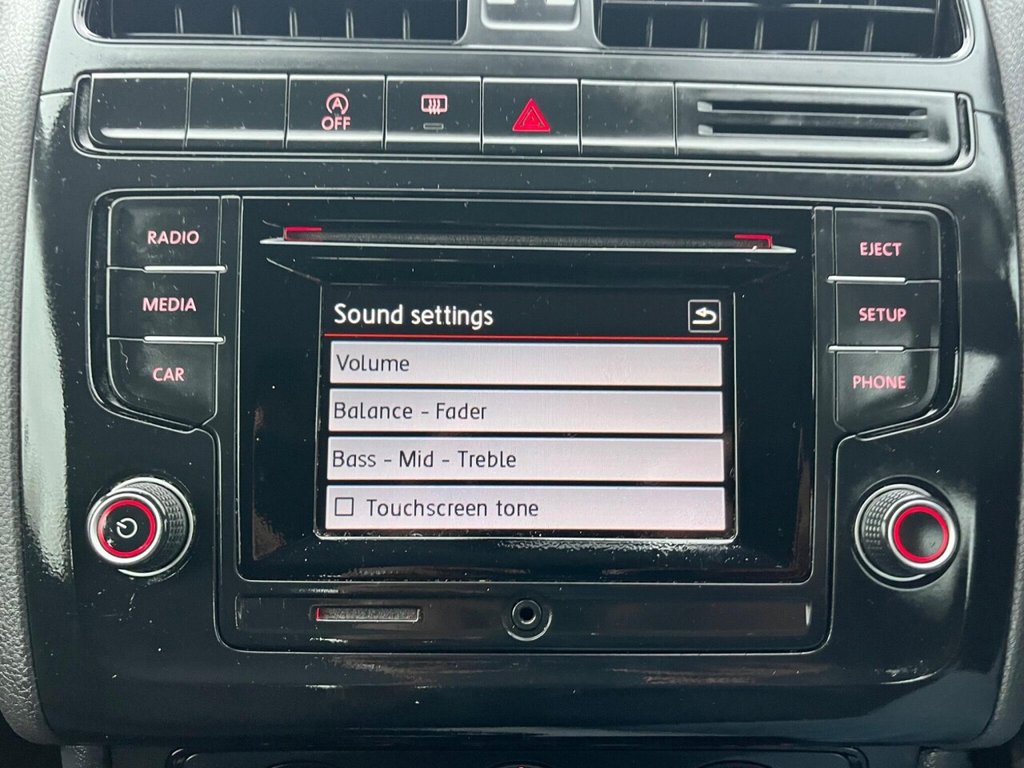 A
OFF
RADIO
MEDIA
CAR
EJECT
SETUP
PHONE
Sound settings
Volume
Balance - Fader
Bass - Mid - Treble
Touchscreen tone